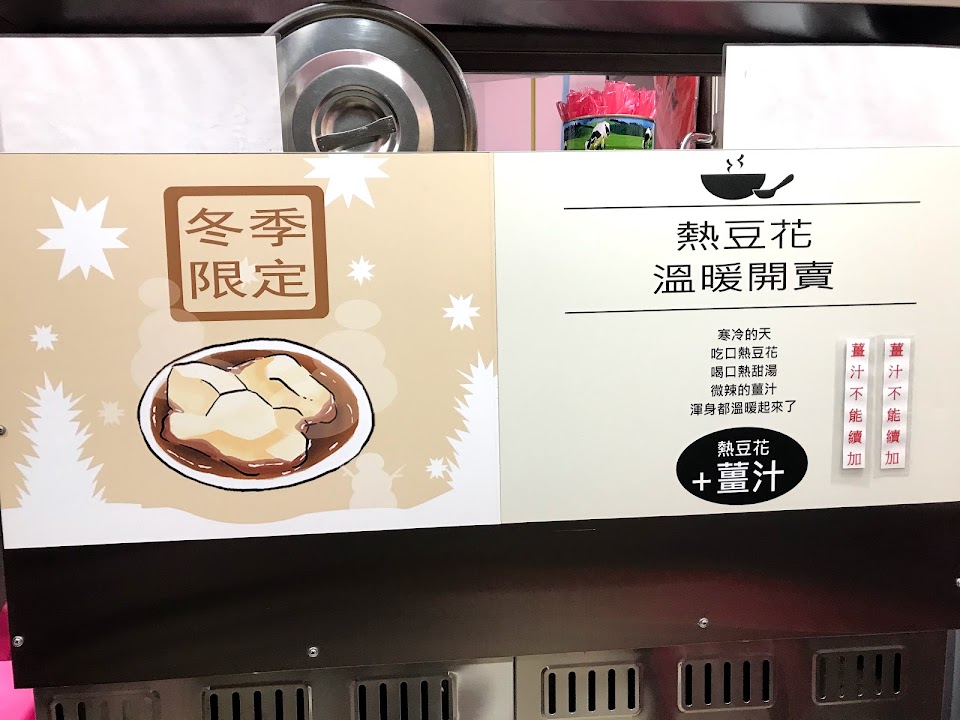 冬季
限定
熱豆花
溫暖開賣
寒冷的天
吃口熱豆花
喝口熱甜湯
微辣的薑汁
渾身都溫暖起來了
熱豆花
+薑汁
薑汁不能續加
薑汁不能續加